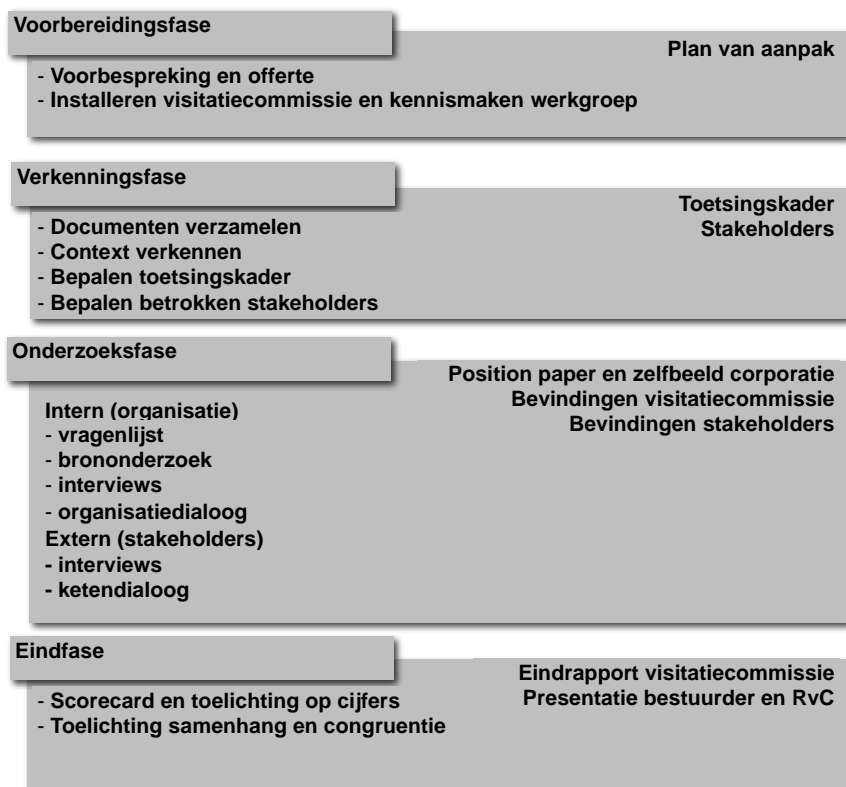 Voorbereidingsfase
Plan van aanpak
- Voorbespreking en offerte
- Installeren visitatiecommissie en kennismaken werkgroep
Verkenningsfase
Toetsingskader
Stakeholders
- Documenten verzamelen
- Context verkennen
- Bepalen toetsingskader
- Bepalen betrokken stakeholders
Onderzoeksfase
Position paper en zelfbeeld corporatie
Bevindingen visitatiecommissie
Bevindingen stakeholders
Intern (organisatie)
- vragenlijst
- brononderzoek
- interviews
- organisatiedialoog
Extern (stakeholders)
- interviews
- ketendialoog
Eindfase
Eindrapport visitatiecommissie
Presentatie bestuurder en RvC
- Scorecard en toelichting op cijfers
- Toelichting samenhang en congruentie